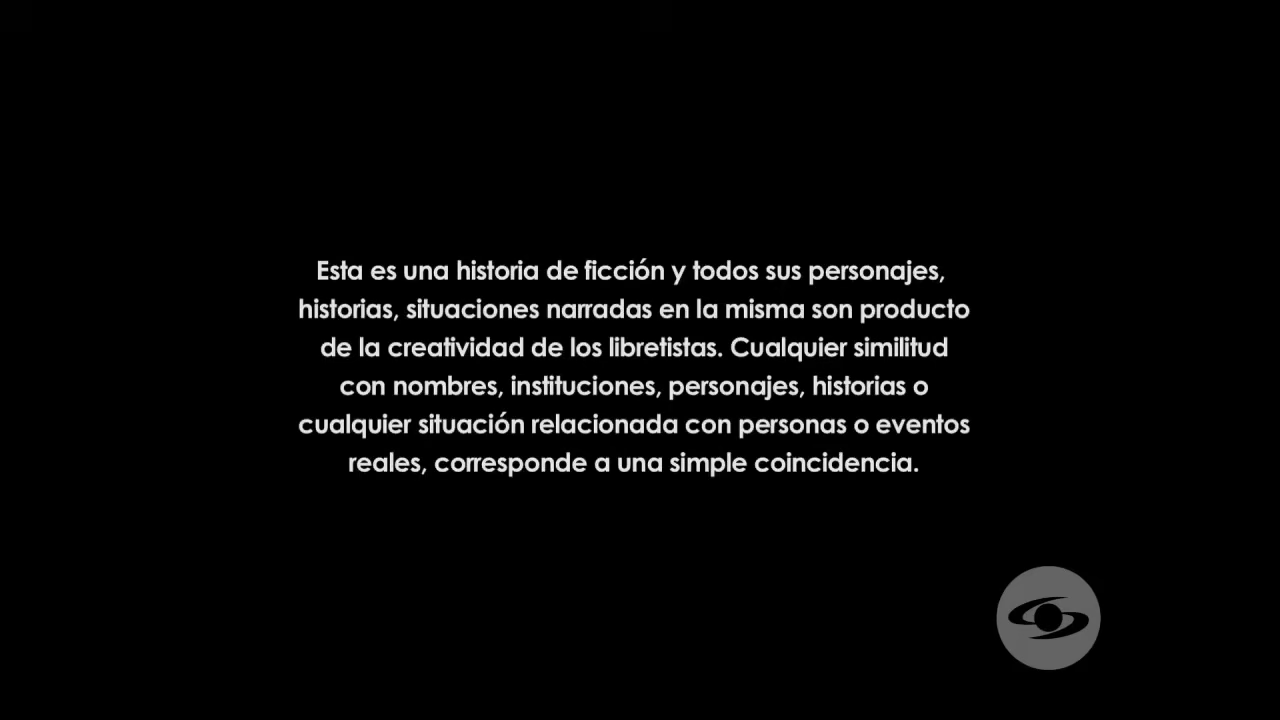 Esta es una historia de ficción y todos sus personajes,
historias, situaciones narradas en la misma son producto
de la creatividad de los libretistas. Cualquier similitud
con nombres, instituciones, personajes, historias o
cualquier situación relacionada con personas o eventos
reales, corresponde a una simple coincidencia.